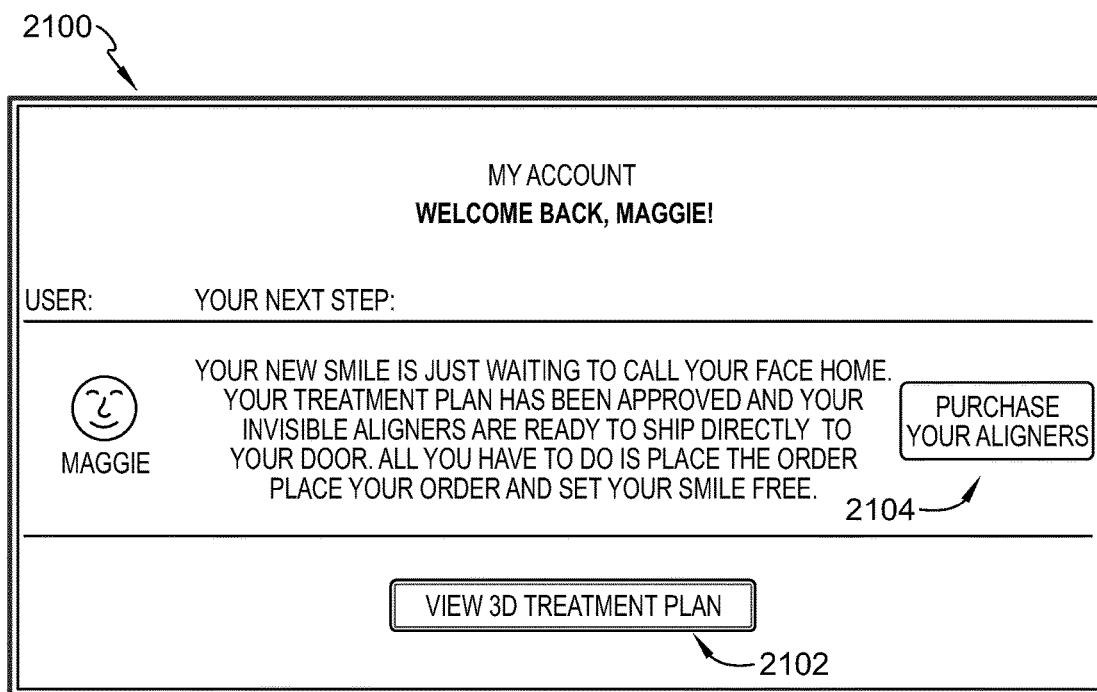 2100
MY ACCOUNT
WELCOME BACK, MAGGIE!
USER: YOUR NEXT STEP:
YOUR NEW SMILE IS JUST WAITING TO CALL YOUR FACE HOME.
YOUR TREATMENT PLAN HAS BEEN APPROVED AND YOUR
INVISIBLE ALIGNERS ARE READY TO SHIP DIRECTLY TO
YOUR DOOR. ALL YOU HAVE TO DO IS PLACE THE ORDER
PLACE YOUR ORDER AND SET YOUR SMILE FREE.
MAGGIE
PURCHASE
YOUR ALIGNERS
2104
VIEW 3D TREATMENT PLAN
2102